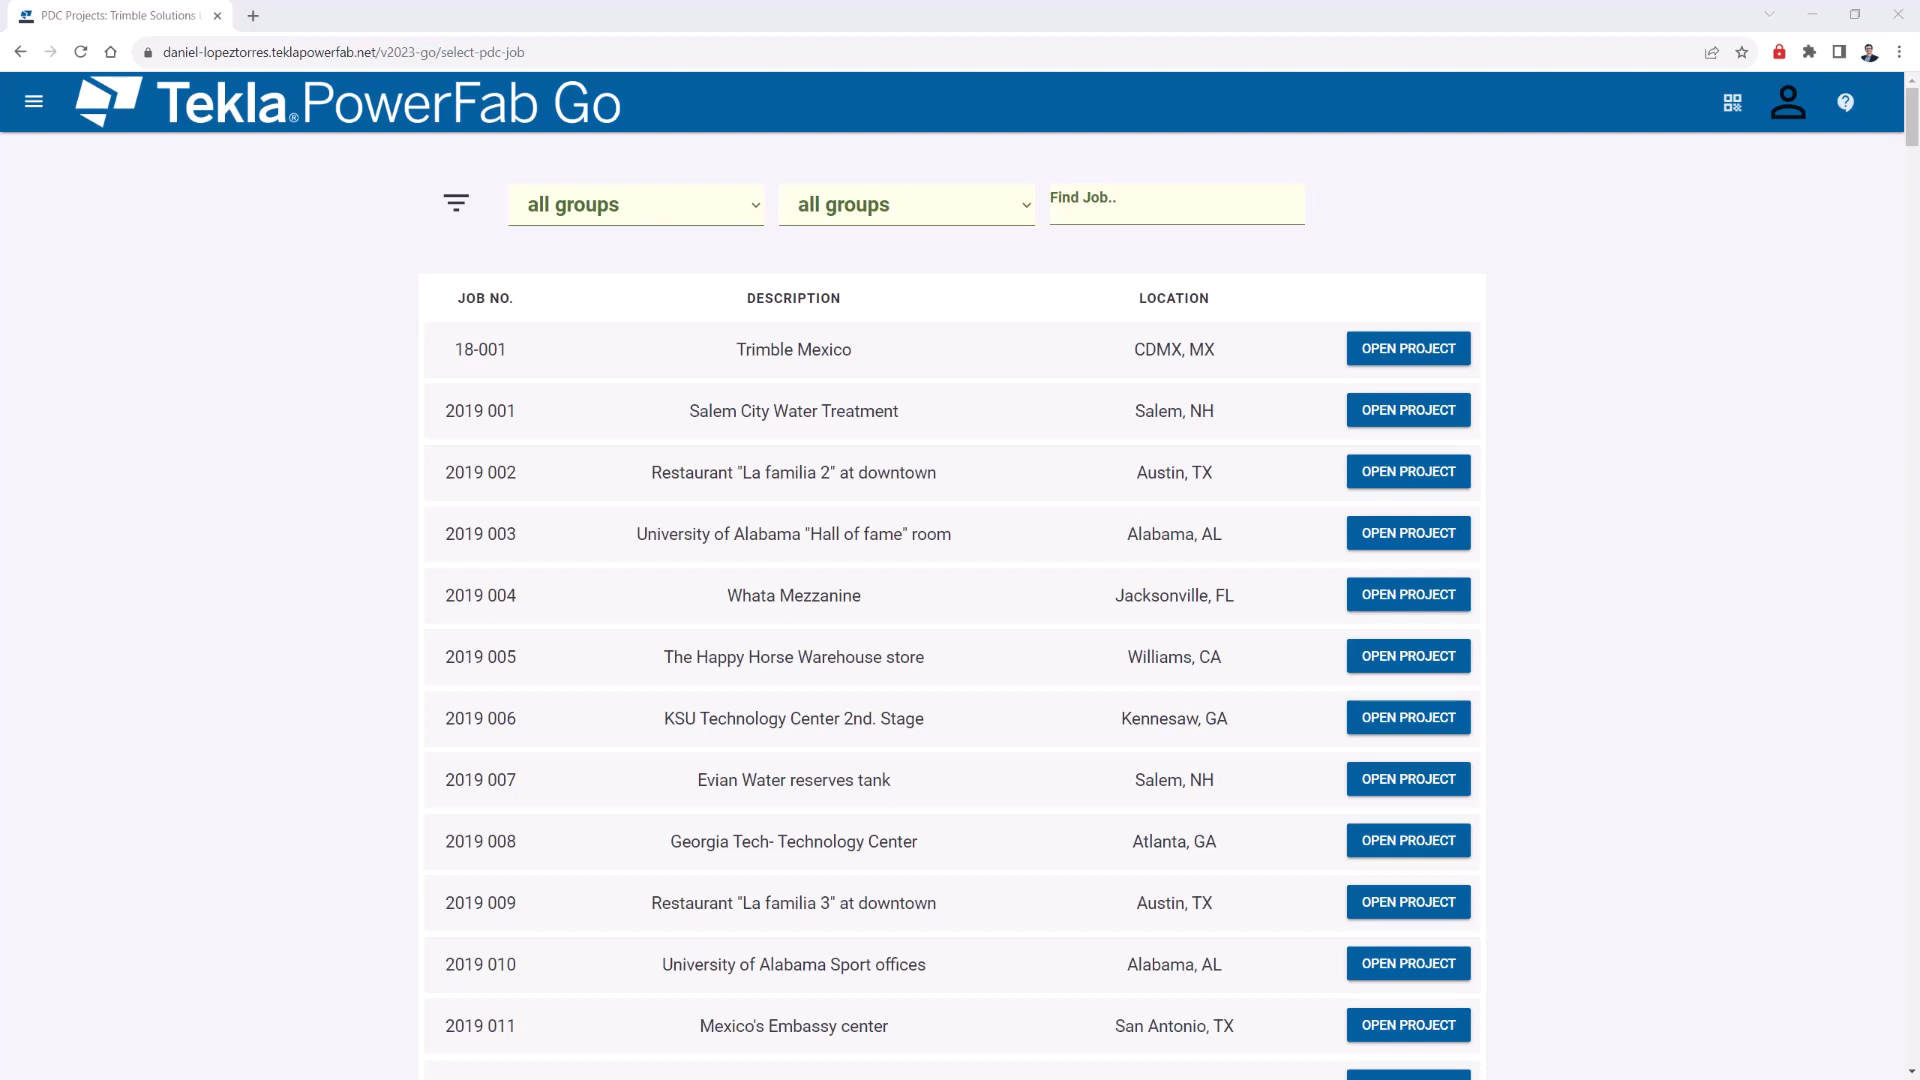 PDC Projects: Trimble Solutions
daniel-lopeztorres.teklapowerfab.net/v2023-go/select-pdc-job
Tekla® PowerFab Go
all groups
all groups
Find Job..
JOB NO. DESCRIPTION LOCATION
18-001 Trimble Mexico CDMX, MX OPEN PROJECT
2019 001 Salem City Water Treatment Salem, NH OPEN PROJECT
2019 002 Restaurant "La familia 2" at downtown Austin, TX OPEN PROJECT
2019 003 University of Alabama "Hall of fame" room Alabama, AL OPEN PROJECT
2019 004 Whata Mezzanine Jacksonville, FL OPEN PROJECT
2019 005 The Happy Horse Warehouse store Williams, CA OPEN PROJECT
2019 006 KSU Technology Center 2nd. Stage Kennesaw, GA OPEN PROJECT
2019 007 Evian Water reserves tank Salem, NH OPEN PROJECT
2019 008 Georgia Tech- Technology Center Atlanta, GA OPEN PROJECT
2019 009 Restaurant "La familia 3" at downtown Austin, TX OPEN PROJECT
2019 010 University of Alabama Sport offices Alabama, AL OPEN PROJECT
2019 011 Mexico's Embassy center San Antonio, TX OPEN PROJECT